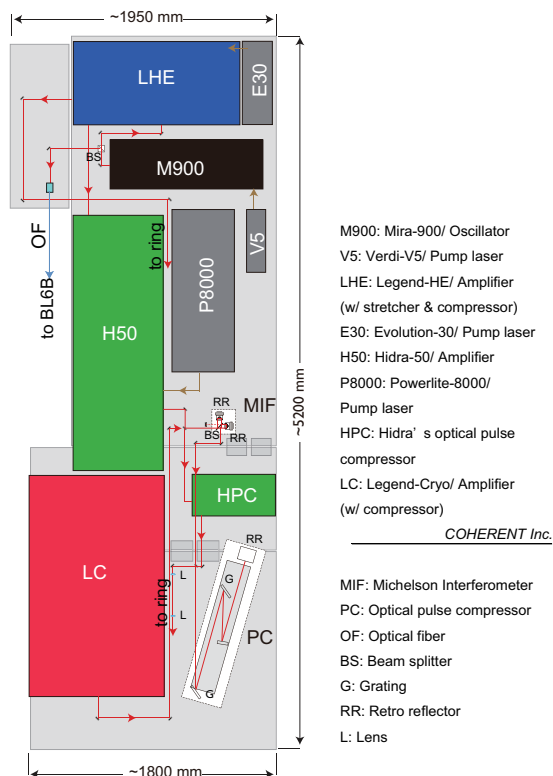 ~1950 mm
LHE
E30
BS
M900
OF
to BL6B
to ring
V5
P8000
H50
~5200 mm
RR
MIF
BS
RR
HPC
LC
RR
L
G
to ring
L
PC
G
~1800 mm
M900: Mira-900/ Oscillator
V5: Verdi-V5/ Pump laser
LHE: Legend-HE/ Amplifier
(w/ stretcher & compressor)
E30: Evolution-30/ Pump laser
H50: Hidra-50/ Amplifier
P8000: Powerlite-8000/
Pump laser
HPC: Hidra' s optical pulse
compressor
LC: Legend-Cryo/ Amplifier
(w/ compressor)
COHERENT Inc.
MIF: Michelson Interferometer
PC: Optical pulse compressor
OF: Optical fiber
BS: Beam splitter
G: Grating
RR: Retro reflector
L: Lens